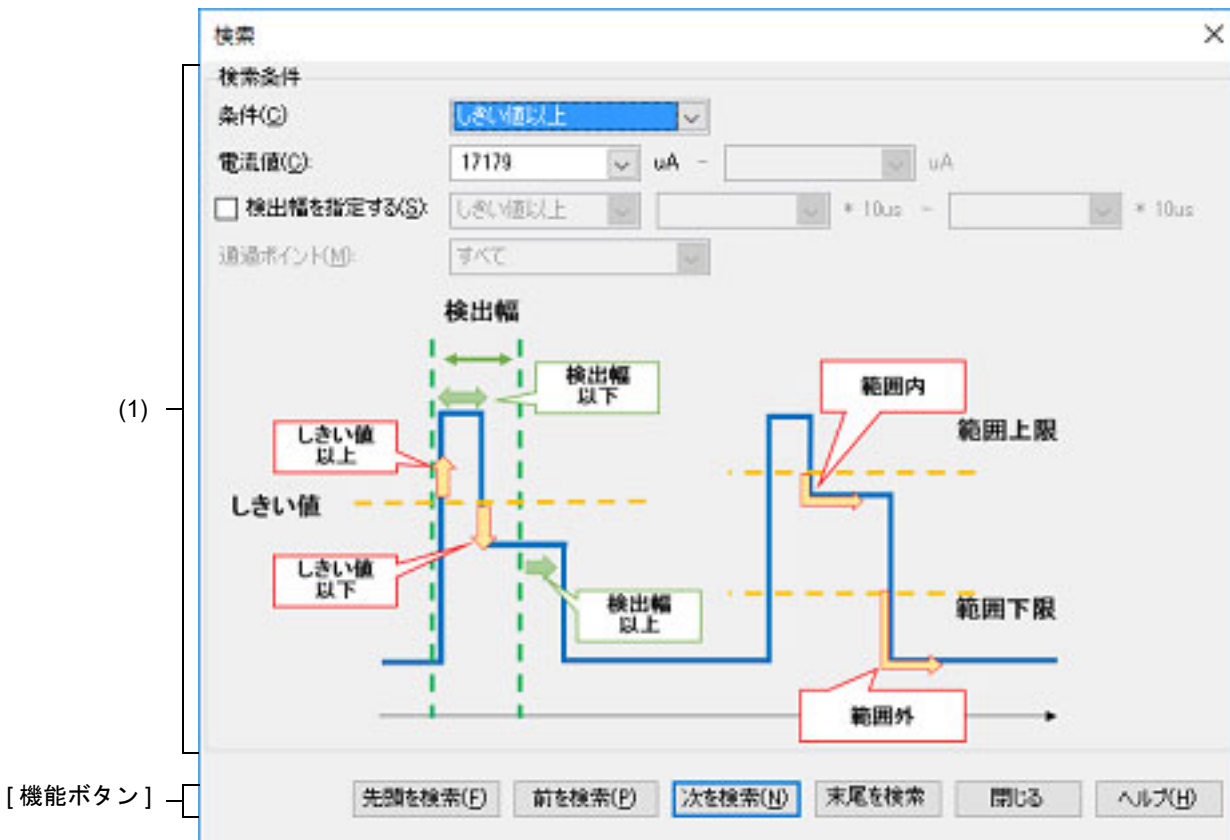 検索
検索条件
条件(C) しきい値以上
電流値(C): 17179 uA - uA
検出幅を指定する(S): しきい値以上 * 10us - * 10us
通過ポイント(M): すべて
検出幅
検出幅
以下
範囲内
(1)
しきい値
以上
範囲上限
しきい値
しきい値
以下
検出幅
以上
範囲下限
範囲外
[ 機能ボタン ]
先頭を検索(F) 前を検索(P) 次を検索(N) 末尾を検索 閉じる ヘルプ(H)